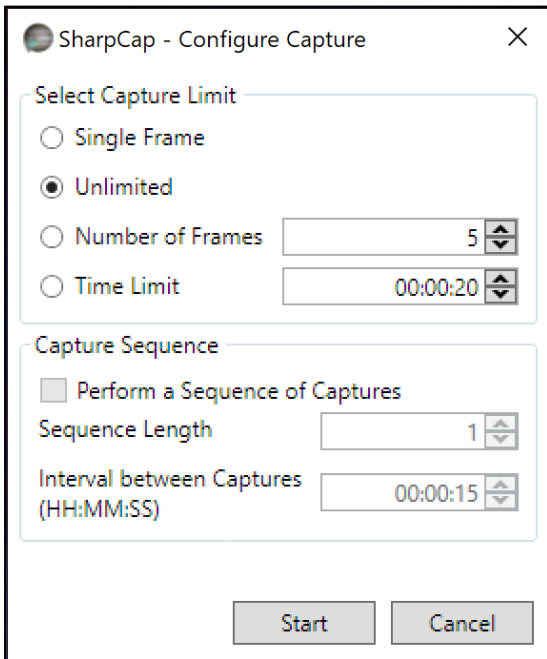 SharpCap - Configure Capture
Select Capture Limit
Single Frame
Unlimited
Number of Frames 5
Time Limit 00:00:20
Capture Sequence
Perform a Sequence of Captures
Sequence Length 1
Interval between Captures
(HH:MM:SS) 00:00:15
Start Cancel